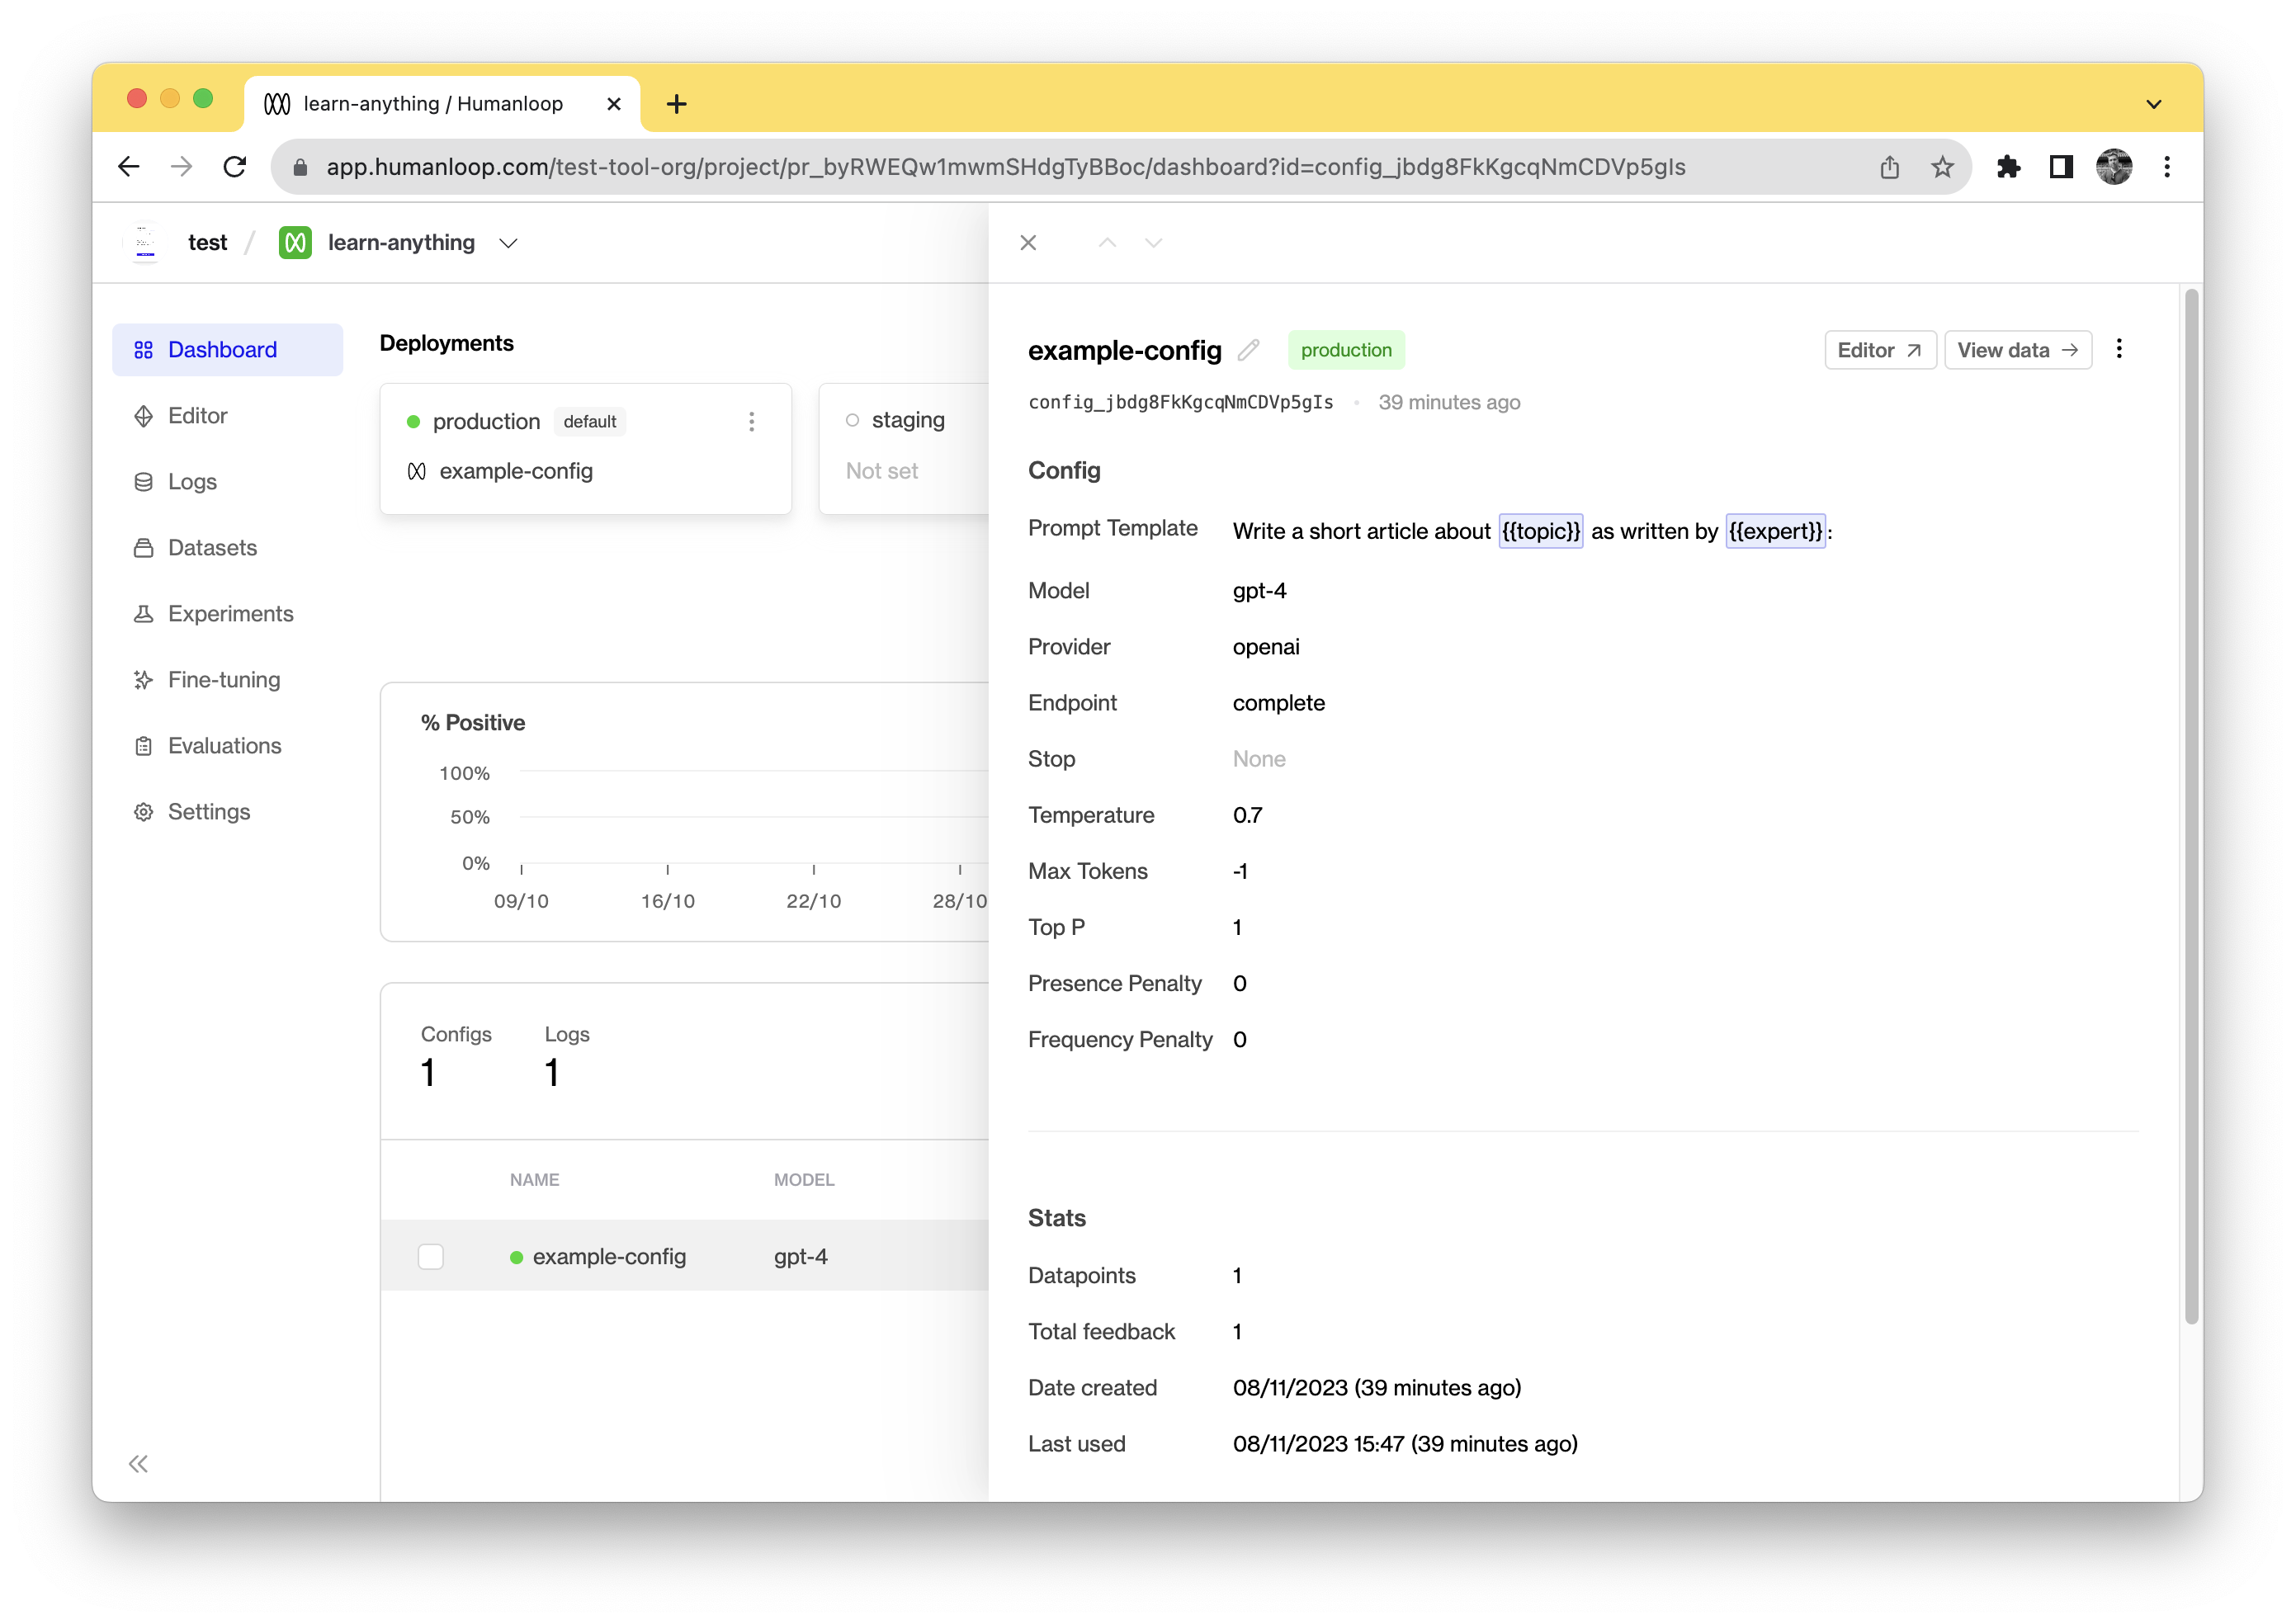 learn-anything / Humanloop
app.humanloop.com/test-tool-org/project/pr_byRWEQw1mwmSHdgTyBBoc/dashboard?id=config_jbdg8FkKgcqNmCDVp5gIs
test / learn-anything
Dashboard
Editor
Logs
Datasets
Experiments
Fine-tuning
Evaluations
Settings
Deployments
production default
example-config
staging
Not set
% Positive
100%
50%
0%
09/10 16/10 22/10 28/10
Configs Logs
1 1
NAME MODEL
example-config gpt-4
example-config production Editor View data
config_jbdg8FkKgcqNmCDVp5gIs • 39 minutes ago
Config
Prompt Template Write a short article about {{topic}} as written by {{expert}}:
Model gpt-4
Provider openai
Endpoint complete
Stop None
Temperature 0.7
Max Tokens -1
Top P 1
Presence Penalty 0
Frequency Penalty 0
Stats
Datapoints 1
Total feedback 1
Date created 08/11/2023 (39 minutes ago)
Last used 08/11/2023 15:47 (39 minutes ago)